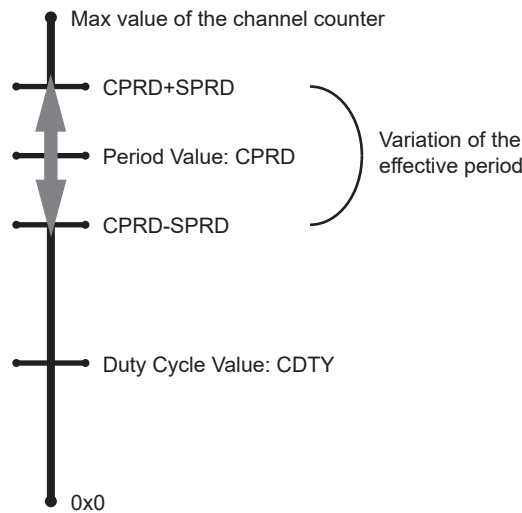 Max value of the channel counter
CPRD+SPRD
Period Value: CPRD
Variation of the
effective period
CPRD-SPRD
Duty Cycle Value: CDTY
0x0